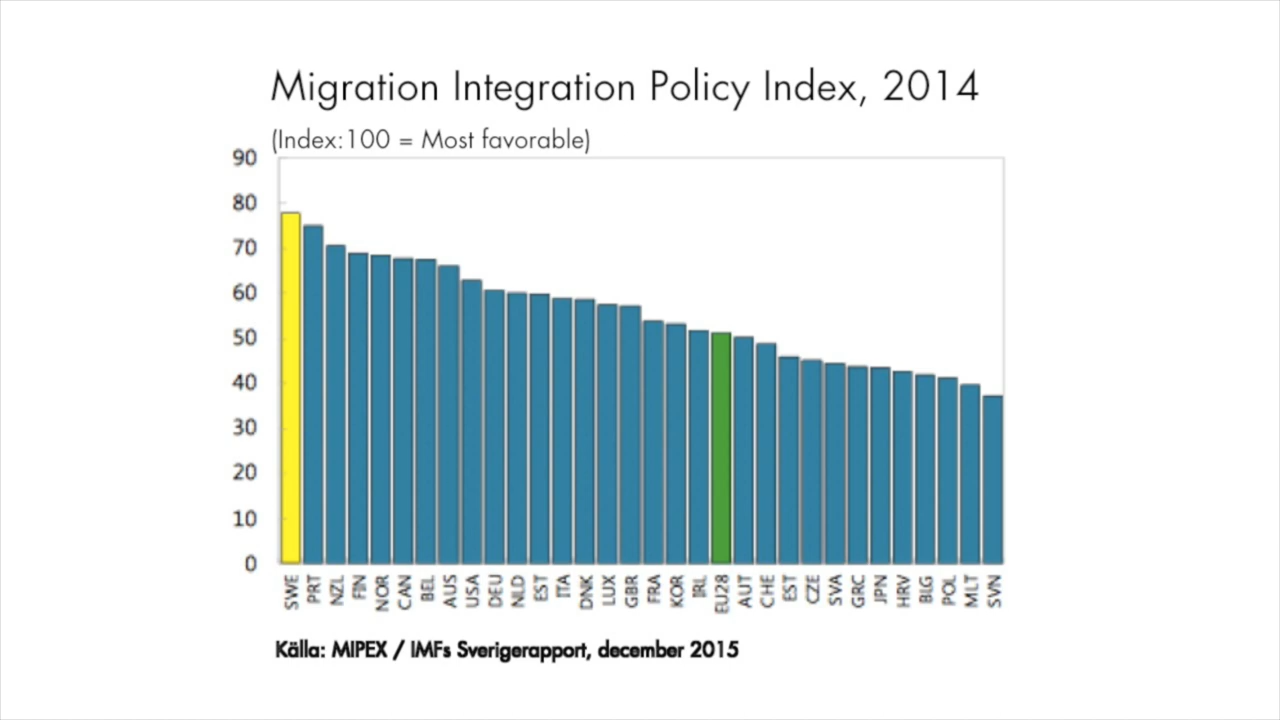 Migration Integration Policy Index, 2014
(Index:100 = Most favorable)
90
80
70
60
50
40
30
20
10
0
SWE PRT NZL FIN NOR CAN BEL AUS USA DEU NLD EST ITA DNK LUX GBR FRA KOR IRL EU28 AUT CHE EST CZE SVA GRC JPN HRV BLG POL MLT SVN
Källa: MIPEX / IMFs Sverigerapport, december 2015